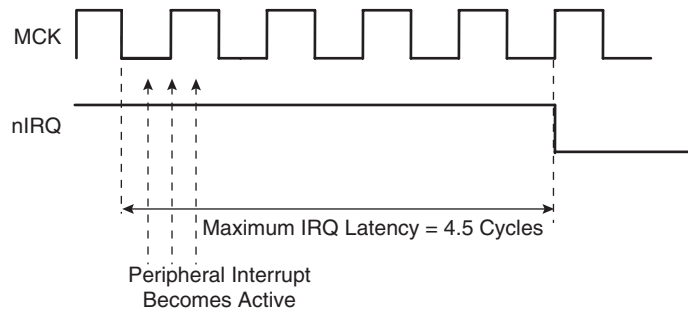 MCK
nIRQ
Maximum IRQ Latency = 4.5 Cycles
Peripheral Interrupt
Becomes Active